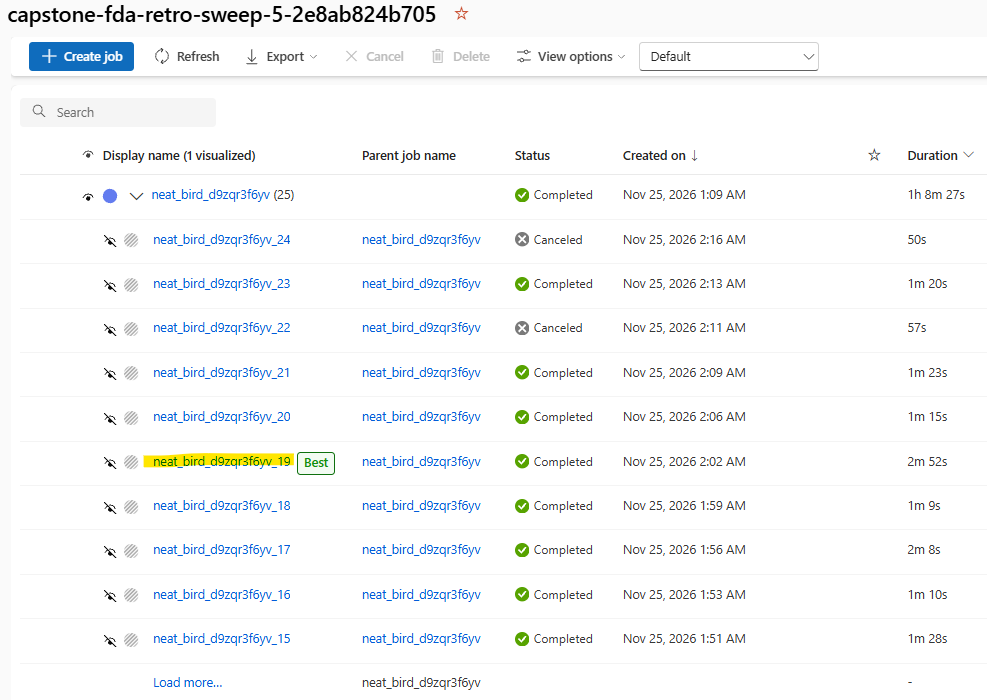 capstone-fda-retro-sweep-5-2e8ab824b705
Create job Refresh Export Cancel Delete View options Default
Search
Display name (1 visualized) Parent job name Status Created on Duration
neat_bird_d9zqr3f6yv (25) Completed Nov 25, 2026 1:09 AM 1h 8m 27s
neat_bird_d9zqr3f6yv_24 neat_bird_d9zqr3f6yv Canceled Nov 25, 2026 2:16 AM 50s
neat_bird_d9zqr3f6yv_23 neat_bird_d9zqr3f6yv Completed Nov 25, 2026 2:13 AM 1m 20s
neat_bird_d9zqr3f6yv_22 neat_bird_d9zqr3f6yv Canceled Nov 25, 2026 2:11 AM 57s
neat_bird_d9zqr3f6yv_21 neat_bird_d9zqr3f6yv Completed Nov 25, 2026 2:09 AM 1m 23s
neat_bird_d9zqr3f6yv_20 neat_bird_d9zqr3f6yv Completed Nov 25, 2026 2:06 AM 1m 15s
neat_bird_d9zqr3f6yv_19 Best neat_bird_d9zqr3f6yv Completed Nov 25, 2026 2:02 AM 2m 52s
neat_bird_d9zqr3f6yv_18 neat_bird_d9zqr3f6yv Completed Nov 25, 2026 1:59 AM 1m 9s
neat_bird_d9zqr3f6yv_17 neat_bird_d9zqr3f6yv Completed Nov 25, 2026 1:56 AM 2m 8s
neat_bird_d9zqr3f6yv_16 neat_bird_d9zqr3f6yv Completed Nov 25, 2026 1:53 AM 1m 10s
neat_bird_d9zqr3f6yv_15 neat_bird_d9zqr3f6yv Completed Nov 25, 2026 1:51 AM 1m 28s
Load more... neat_bird_d9zqr3f6yv -